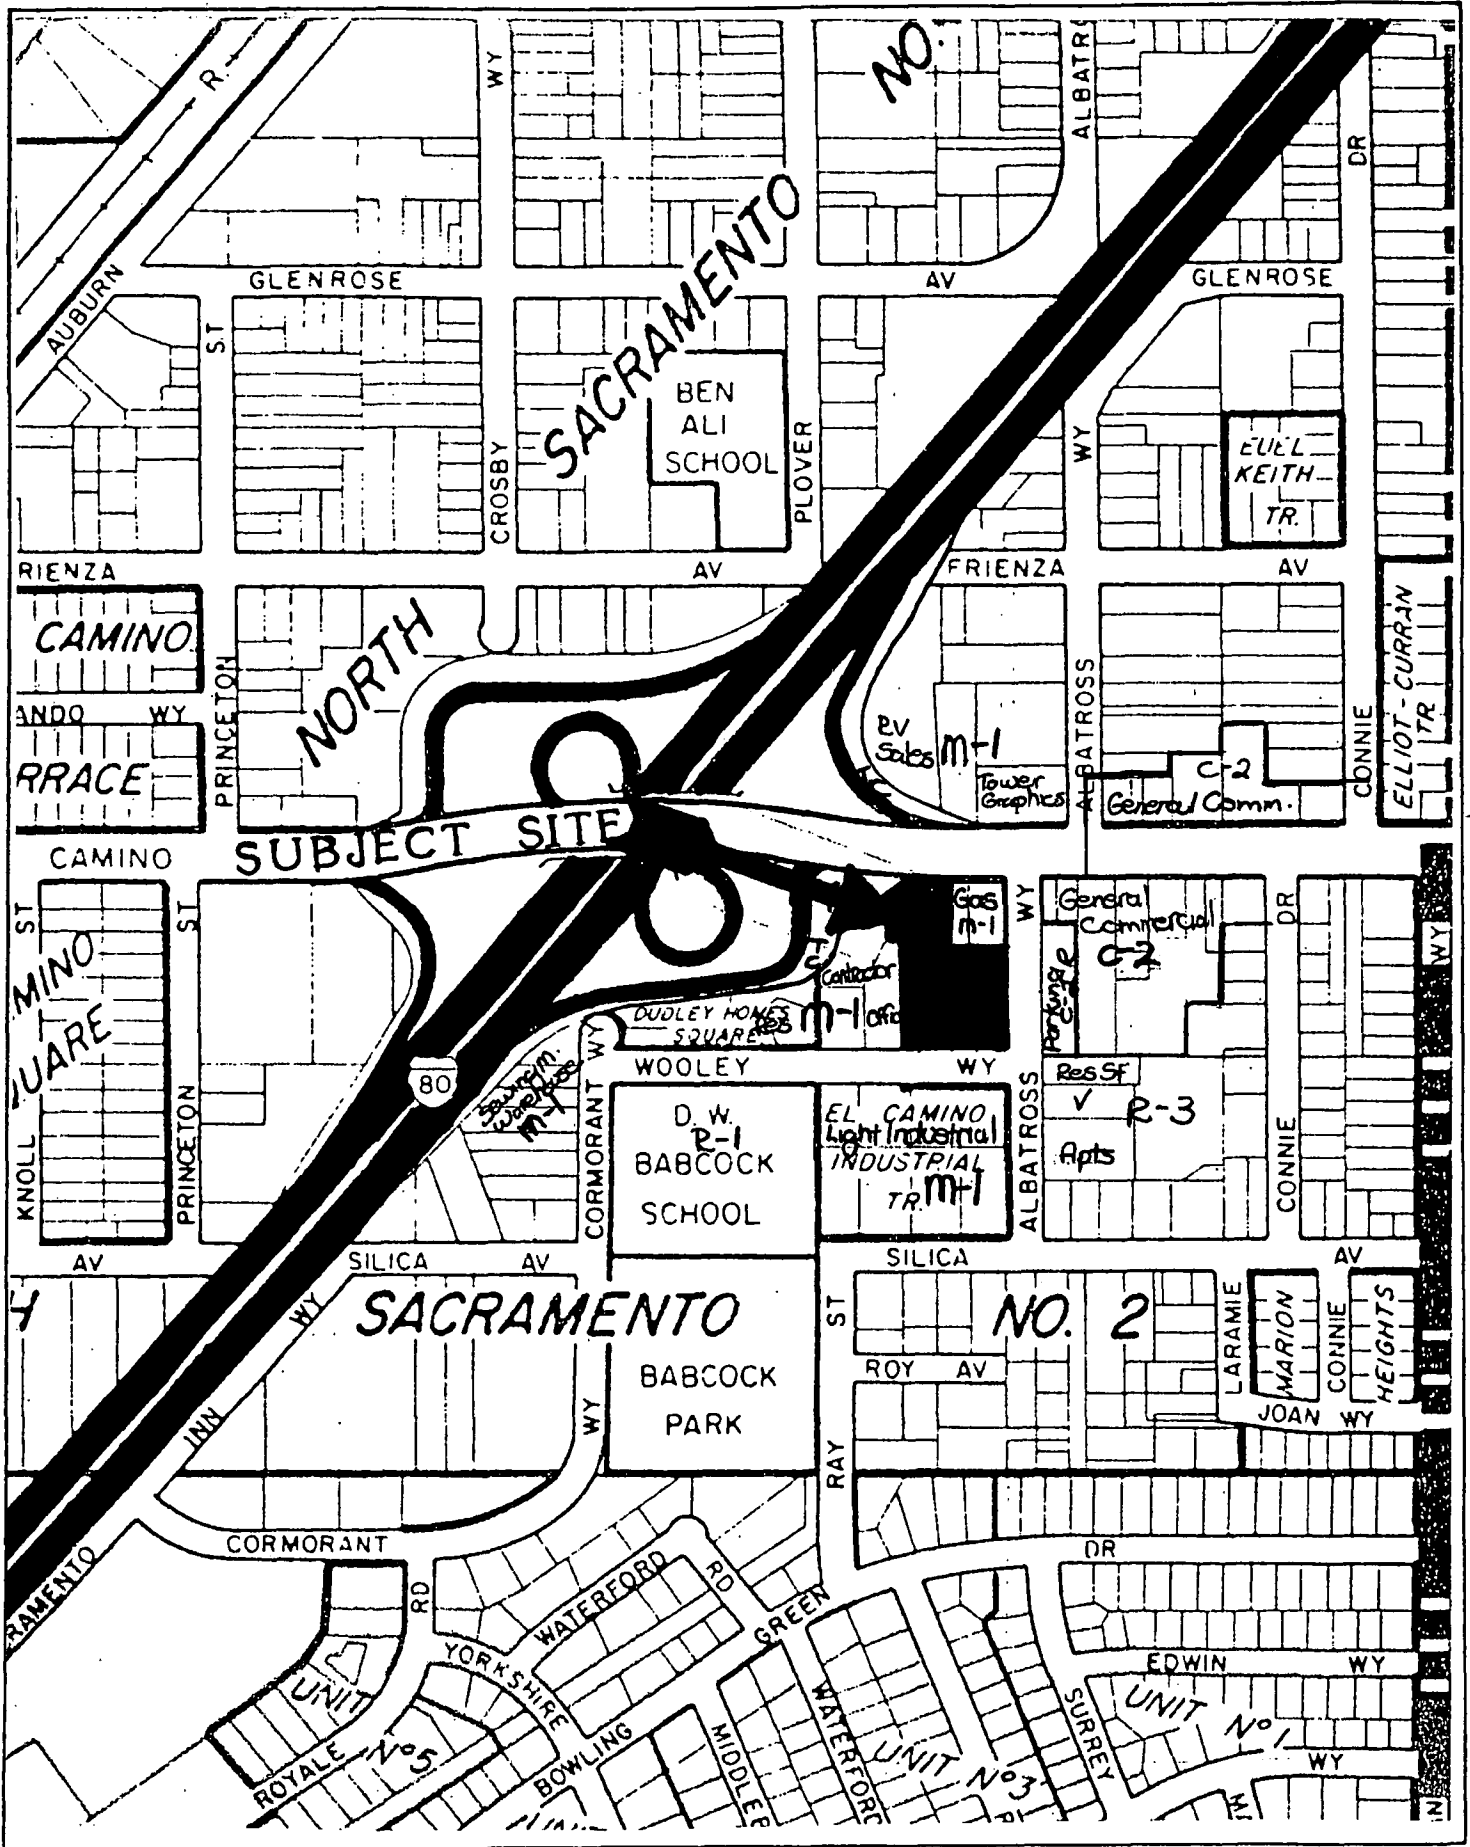 R.
WY
NO.
ALBATR
DR
SACRAMENTO
GLENROSE
AV
GLENROSE
AUBURN
ST
BEN
ALI
SCHOOL
CROSBY
PLOVER
WY
EUEL
KEITH
TR.
RIENZA
AV
FRIENZA
AV
CAMINO
NORTH
PRINCETON
ANDO WY
RRACE
RV
Sales M-1
Tower
Graphics
ALBATROSS
C-2
General Comm.
CONNIE
ELLIOT-CURRAN
TR
SUBJECT SITE
CAMINO
ST
ST
MINO
UARE
Gas
M-1
WY
General
Commercial
C-2
Parking
DR
WY
Contractor
DUDLEY HOMES
SQUARE
Res
M-1
WOOLEY WY
CORMORANT WY
80
Sewing M.
Warehouse
M-1
KNOLL
PRINCETON
D. W.
R-1
BABCOCK
SCHOOL
EL CAMINO
Light Industrial
INDUSTRIAL
TR. M-1
ALBATROSS
Res SF
R-3
Apts
CONNIE
AV
SILICA AV
SILICA
AV
H
WY
SACRAMENTO
ST
NO. 2
LARAMIE
MARION
CONNIE
HEIGHTS
BABCOCK
PARK
ROY AV
JOAN WY
INN
WY
RAY
CORMORANT
DR
RAMENTO
RD
WATERFORD
RD
GREEN
YORKSHIRE
EDWIN WY
UNIT
Nº5
ROYALE
BOWLING
MIDDLE
WATERFORD
UNIT
Nº3
SURREY
UNIT
Nº1
WY